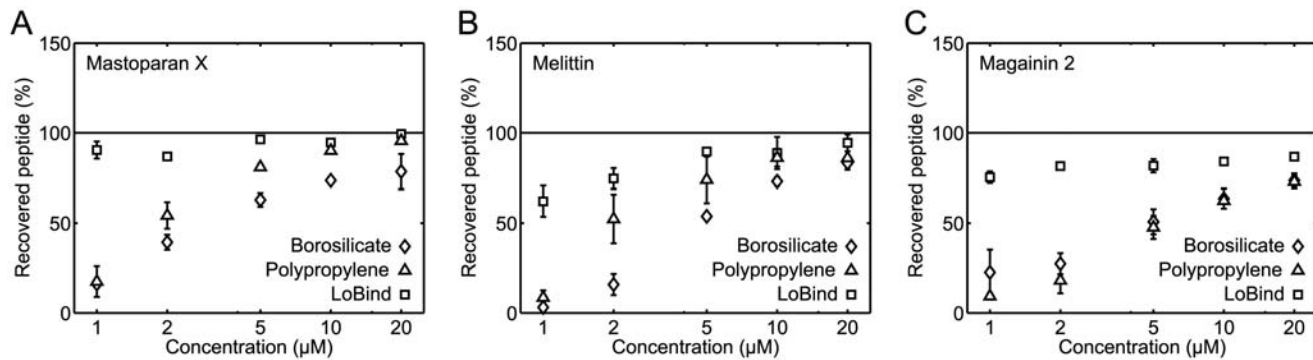 A
150
100
50
0
Recovered peptide (%)
Mastoparan X
Borosilicate
Polypropylene
LoBind
1 2 5 10 20
Concentration (µM)
B
150
100
50
0
Recovered peptide (%)
Melittin
Borosilicate
Polypropylene
LoBind
1 2 5 10 20
Concentration (µM)
C
150
100
50
0
Recovered peptide (%)
Magainin 2
Borosilicate
Polypropylene
LoBind
1 2 5 10 20
Concentration (µM)